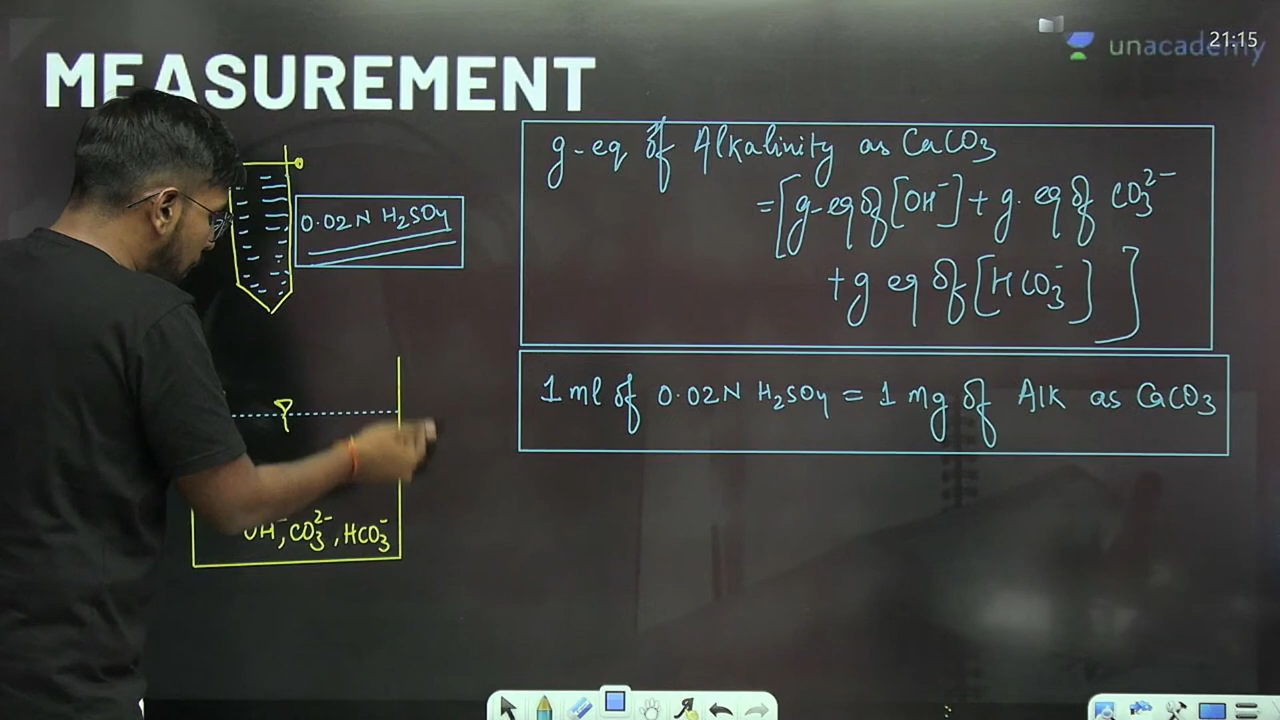 21:15
unacademy
MEASUREMENT
g-eq of Alkalinity as CaCO3
= [g-eq of [OH⁻] + g. eq of CO3²⁻
+ g eq of [HCO3⁻] ]
0.02 N H2SO4
1 ml of 0.02N H2SO4 = 1 mg of Alk as CaCO3
OH⁻, CO3²⁻, HCO3⁻